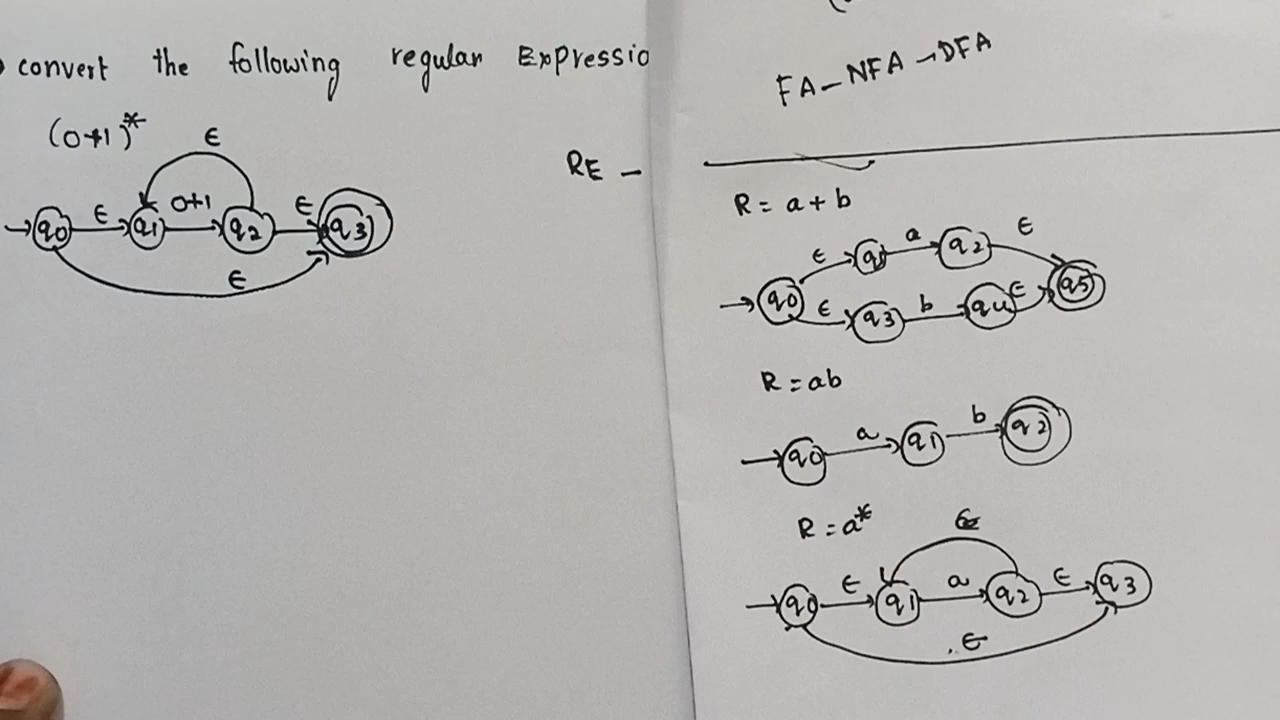 convert the following regular Expressio
(0+1)*
ϵ
q0 ϵ q1 0+1 q2 ϵ q3
ϵ
RE –
FA – NFA → DFA
R = a + b
ϵ q1 a q2 ϵ
q0 ϵ q3 b q4 ϵ q5
R = ab
q0 a q1 b q2
R = a*
ϵ
q0 ϵ q1 a q2 ϵ q3
ϵ